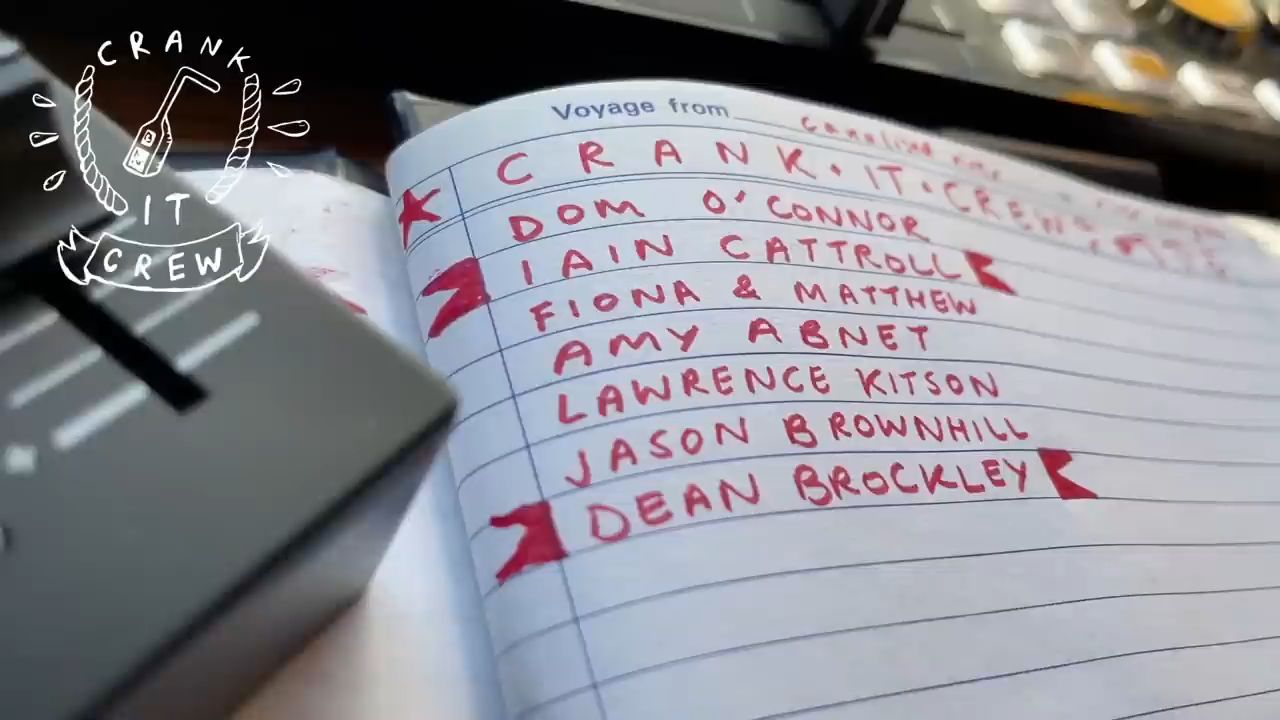 CRANK
IT
CREW
Voyage from
CRANK•IT•CREW
DOM O'CONNOR
IAIN CATTROLL
FIONA & MATTHEW
AMY ABNET
LAWRENCE KITSON
JASON BROWNHILL
DEAN BROCKLEY